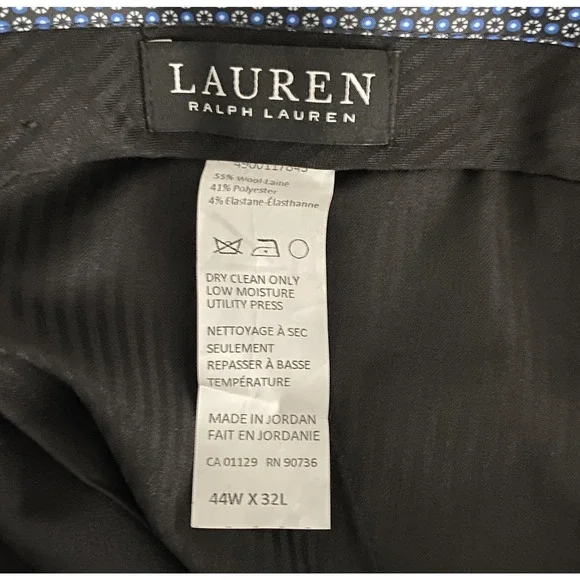 LAUREN
RALPH LAUREN
55% Wool-Laine
41% Polyester
4% Elastane-Élasthanne
DRY CLEAN ONLY
LOW MOISTURE
UTILITY PRESS
NETTOYAGE À SEC
SEULEMENT
REPASSER À BASSE
TEMPÉRATURE
MADE IN JORDAN
FAIT EN JORDANIE
CA 01129 RN 90736
44W X 32L